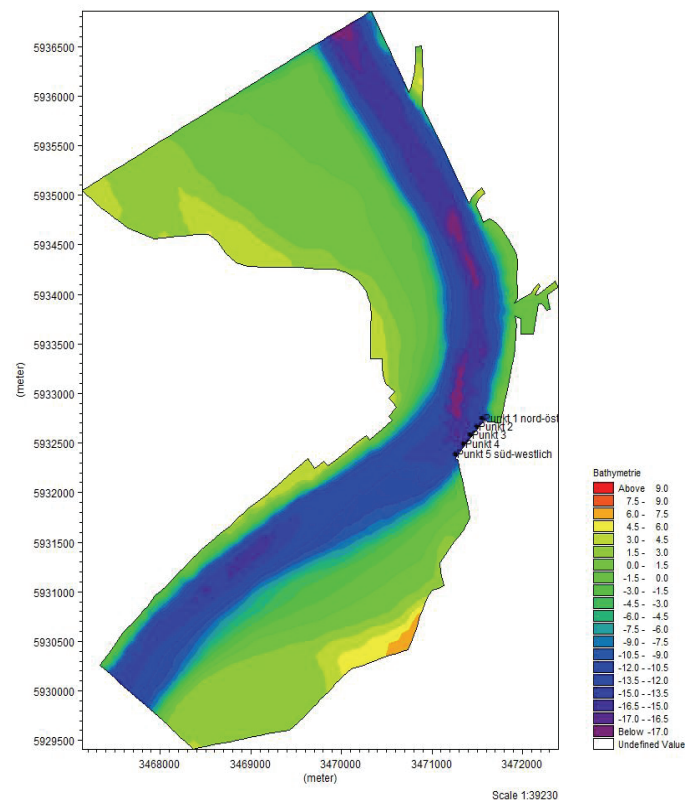 5936500
5936000
5935500
5935000
5934500
5934000
5933500
5933000
5932500
5932000
5931500
5931000
5930500
5930000
5929500
(meter)
Punkt 1 nord-öst
Punkt 2
Punkt 3
Punkt 4
Punkt 5 süd-westlich
3468000 3469000 3470000 3471000 3472000
(meter)
Scale 1:39230
Bathymetrie
Above 9.0
7.5 - 9.0
6.0 - 7.5
4.5 - 6.0
3.0 - 4.5
1.5 - 3.0
0.0 - 1.5
-1.5 - 0.0
-3.0 - -1.5
-4.5 - -3.0
-6.0 - -4.5
-7.5 - -6.0
-9.0 - -7.5
-10.5 - -9.0
-12.0 - -10.5
-13.5 - -12.0
-15.0 - -13.5
-16.5 - -15.0
-17.0 - -16.5
Below -17.0
Undefined Value